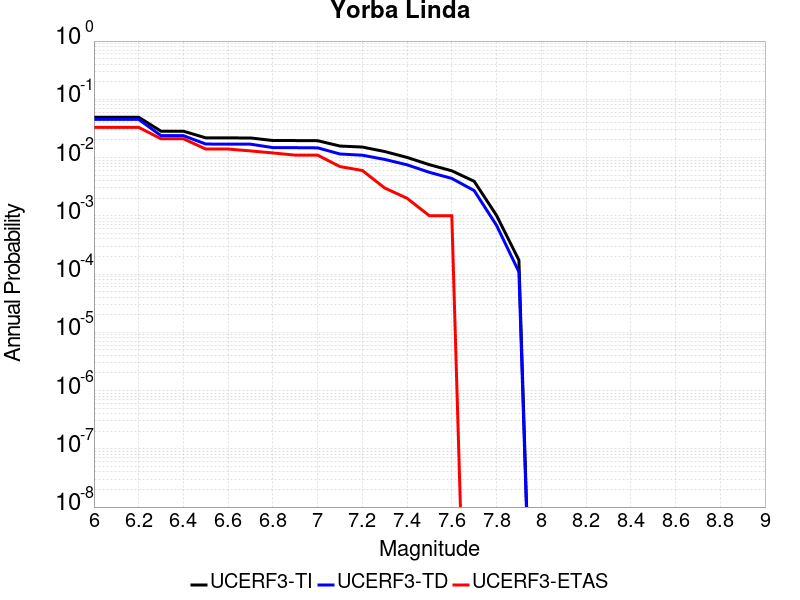 Yorba Linda
10 0
10 -1
10 -2
10 -3
10 -4
10 -5
10 -6
10 -7
10 -8
Annual Probability
6 6.2 6.4 6.6 6.8 7 7.2 7.4 7.6 7.8 8 8.2 8.4 8.6 8.8 9
Magnitude
UCERF3-TI UCERF3-TD UCERF3-ETAS